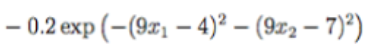 − 0.2 exp (−(9x₁ − 4)² − (9x₂ − 7)²)